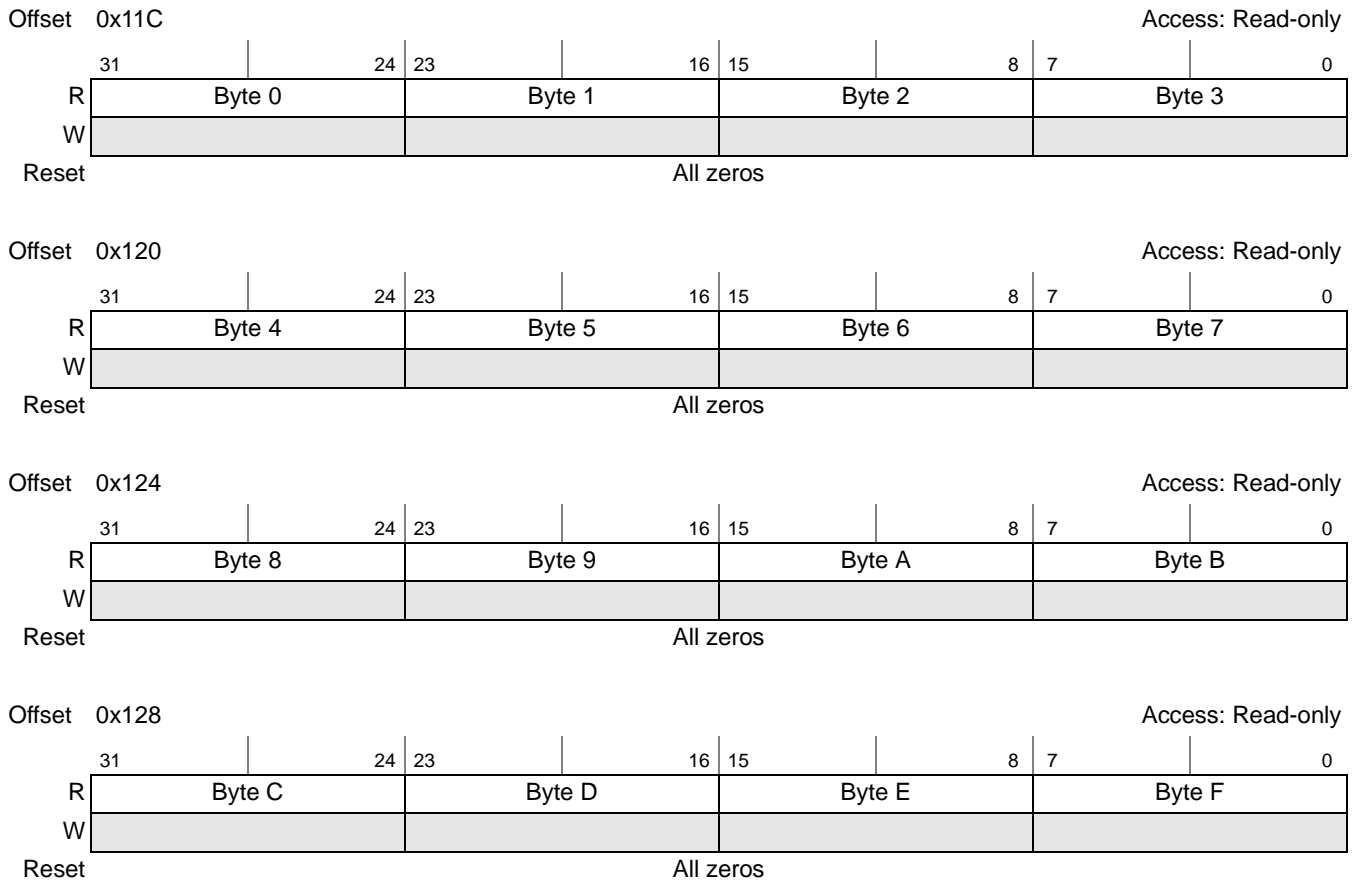 Offset 0x11C Access: Read-only
31 24 23 16 15 8 7 0
R Byte 0 Byte 1 Byte 2 Byte 3
W
Reset All zeros
Offset 0x120 Access: Read-only
31 24 23 16 15 8 7 0
R Byte 4 Byte 5 Byte 6 Byte 7
W
Reset All zeros
Offset 0x124 Access: Read-only
31 24 23 16 15 8 7 0
R Byte 8 Byte 9 Byte A Byte B
W
Reset All zeros
Offset 0x128 Access: Read-only
31 24 23 16 15 8 7 0
R Byte C Byte D Byte E Byte F
W
Reset All zeros